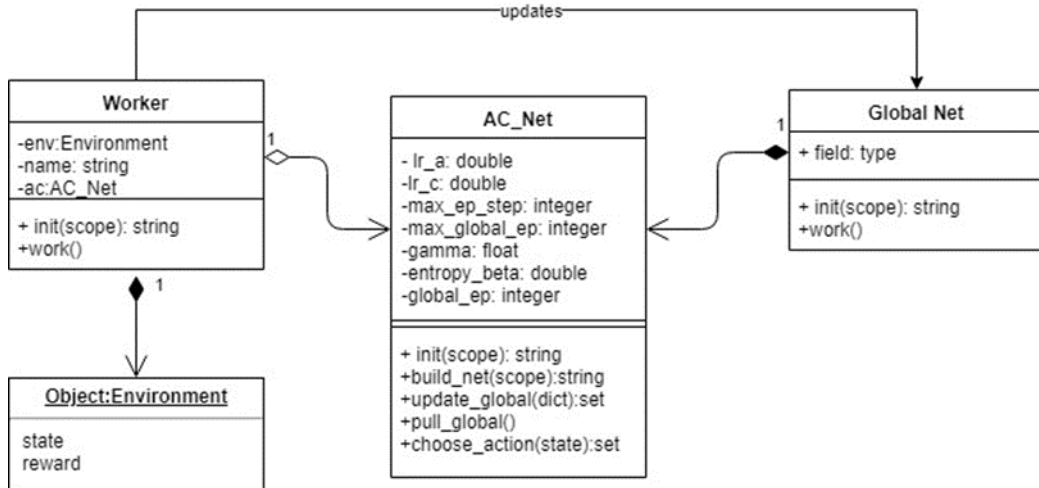 updates
Worker
-env:Environment
-name: string
-ac:AC_Net
+ init(scope): string
+work()
1
1
Object:Environment
state
reward
AC_Net
- lr_a: double
-lr_c: double
-max_ep_step: integer
-max_global_ep: integer
-gamma: float
-entropy_beta: double
-global_ep: integer
+ init(scope): string
+build_net(scope):string
+update_global(dict):set
+pull_global()
+choose_action(state):set
1
Global Net
+ field: type
+ init(scope): string
+work()